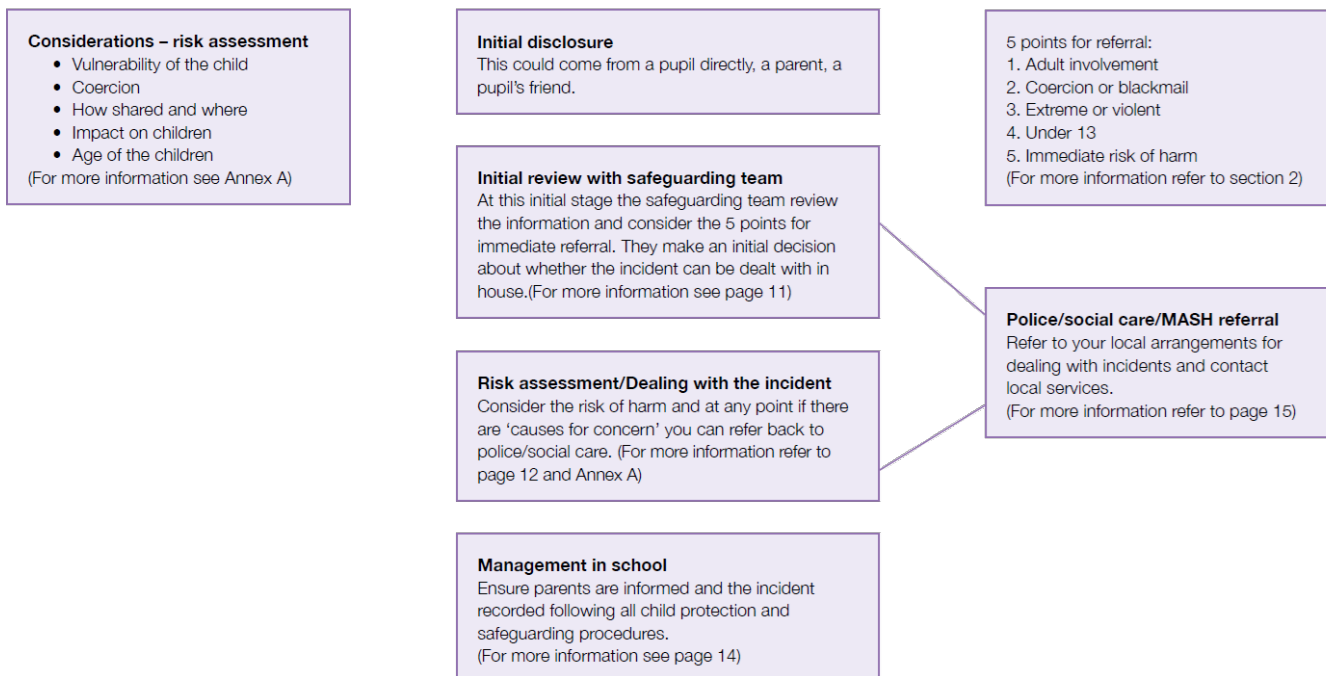 Considerations – risk assessment
• Vulnerability of the child
• Coercion
• How shared and where
• Impact on children
• Age of the children
(For more information see Annex A)
Initial disclosure
This could come from a pupil directly, a parent, a
pupil’s friend.
Initial review with safeguarding team
At this initial stage the safeguarding team review
the information and consider the 5 points for
immediate referral. They make an initial decision
about whether the incident can be dealt with in
house.(For more information see page 11)
Risk assessment/Dealing with the incident
Consider the risk of harm and at any point if there
are ‘causes for concern’ you can refer back to
police/social care. (For more information refer to
page 12 and Annex A)
Management in school
Ensure parents are informed and the incident
recorded following all child protection and
safeguarding procedures.
(For more information see page 14)
5 points for referral:
1. Adult involvement
2. Coercion or blackmail
3. Extreme or violent
4. Under 13
5. Immediate risk of harm
(For more information refer to section 2)
Police/social care/MASH referral
Refer to your local arrangements for
dealing with incidents and contact
local services.
(For more information refer to page 15)